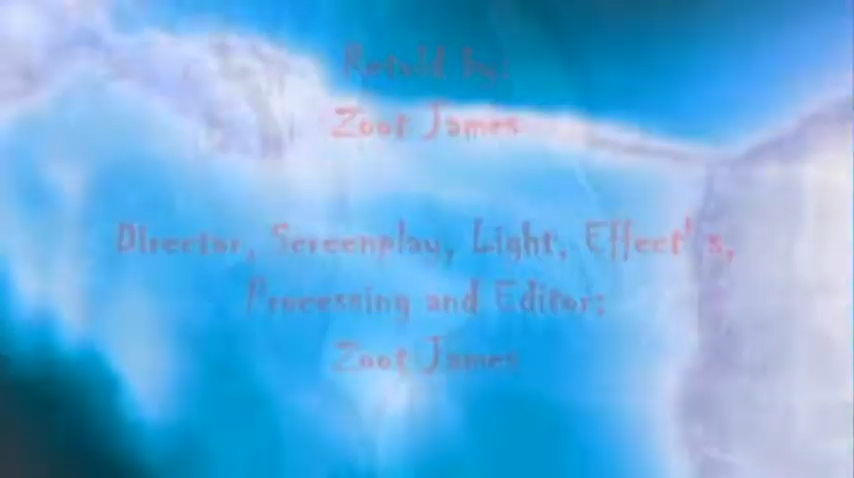 Retold by:
Zoot James
Director, Screenplay, Light, Effect's,
Processing and Editor:
Zoot James